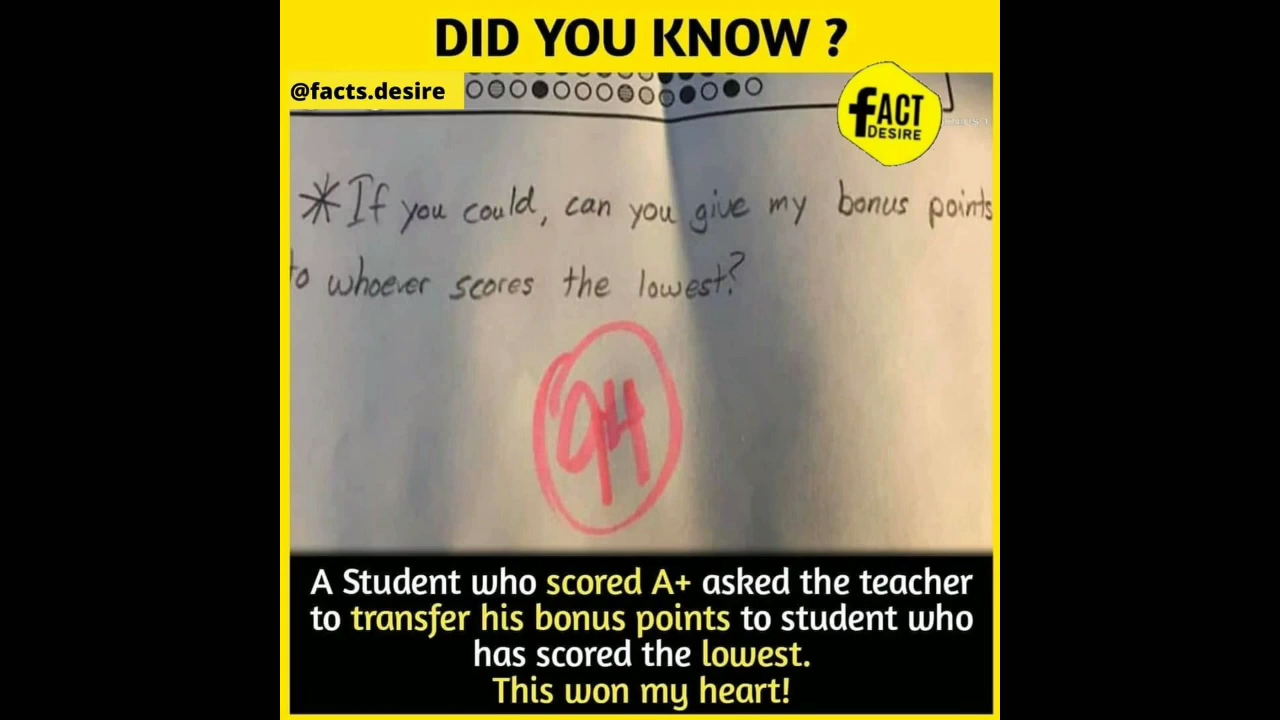 DID YOU KNOW ?
@facts.desire
fACT
DESIRE
*If you could, can you give my bonus points
to whoever scores the lowest?
94
A Student who scored A+ asked the teacher
to transfer his bonus points to student who
has scored the lowest.
This won my heart!